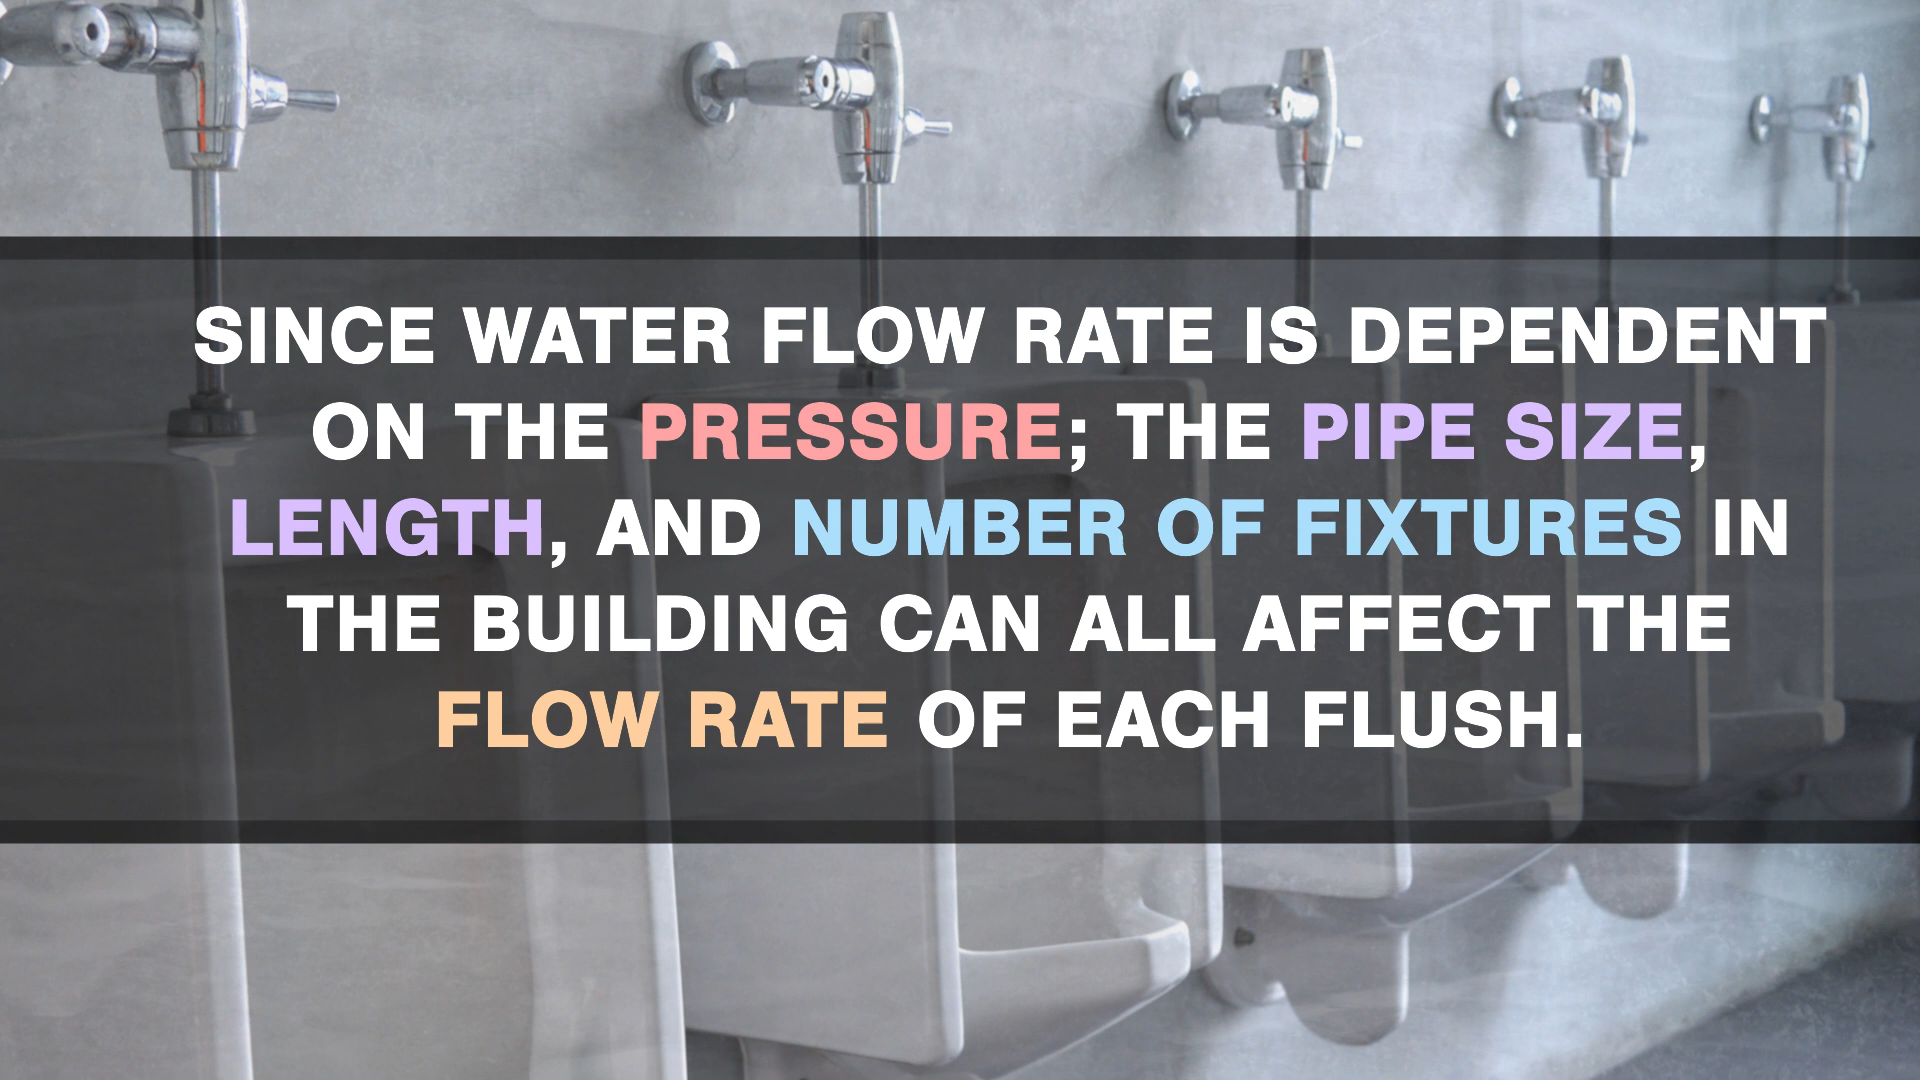 SINCE WATER FLOW RATE IS DEPENDENT
ON THE PRESSURE; THE PIPE SIZE,
LENGTH, AND NUMBER OF FIXTURES IN
THE BUILDING CAN ALL AFFECT THE
FLOW RATE OF EACH FLUSH.